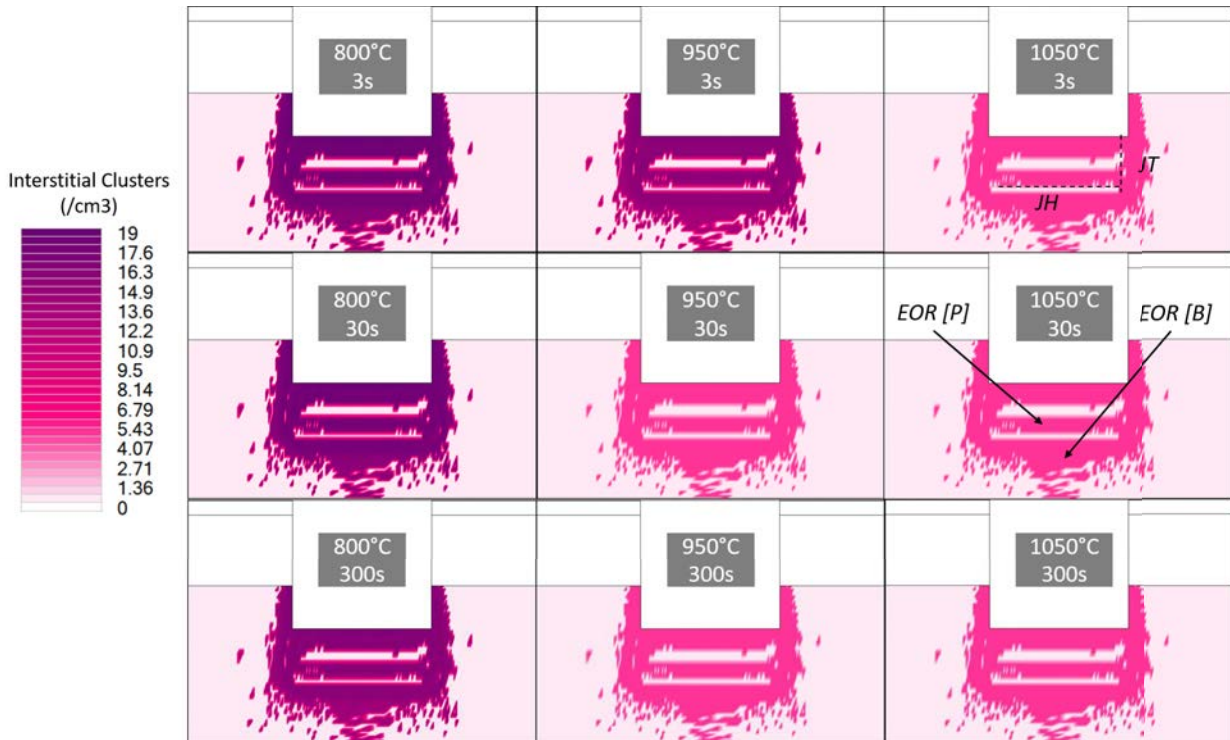 800°C
3s
950°C
3s
1050°C
3s
Interstitial Clusters
(/cm3)
19
17.6
16.3
14.9
13.6
12.2
10.9
9.5
8.14
6.79
5.43
4.07
2.71
1.36
0
JT
JH
800°C
30s
950°C
30s
1050°C
30s
EOR [P]
EOR [B]
800°C
300s
950°C
300s
1050°C
300s